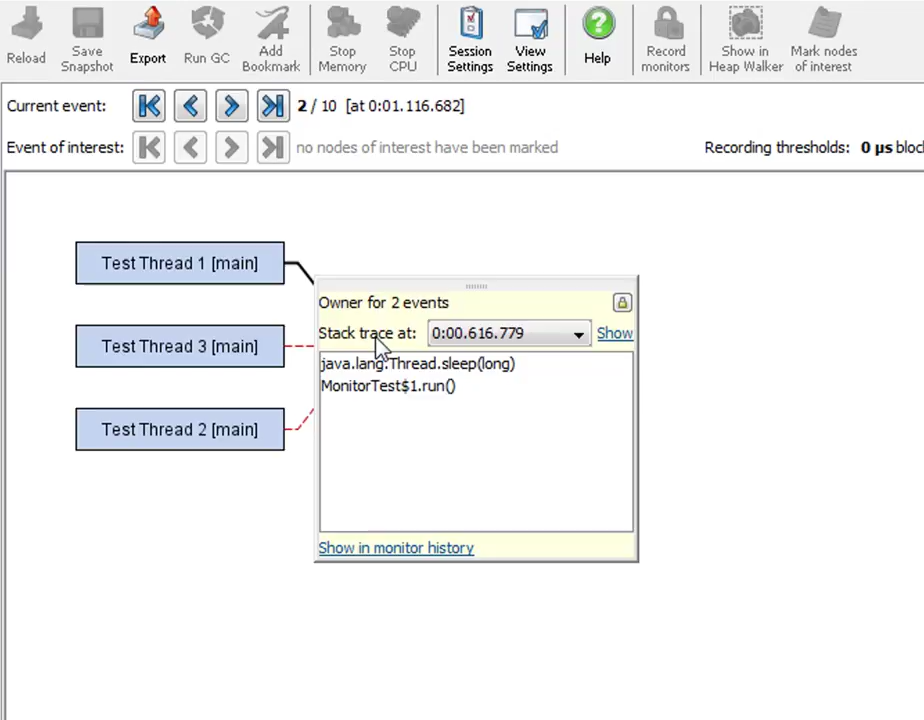 Reload
Save Snapshot
Export
Run GC
Add Bookmark
Stop Memory
Stop CPU
Session Settings
View Settings
Help
Record monitors
Show in Heap Walker
Mark nodes of interest
Current event: 2 / 10 [at 0:01.116.682]
Event of interest: no nodes of interest have been marked
Recording thresholds: 0 µs bloc
Test Thread 1 [main]
Test Thread 3 [main]
Test Thread 2 [main]
Owner for 2 events
Stack trace at: 0:00.616.779 Show
java.lang.Thread.sleep(long)
MonitorTest$1.run()
Show in monitor history